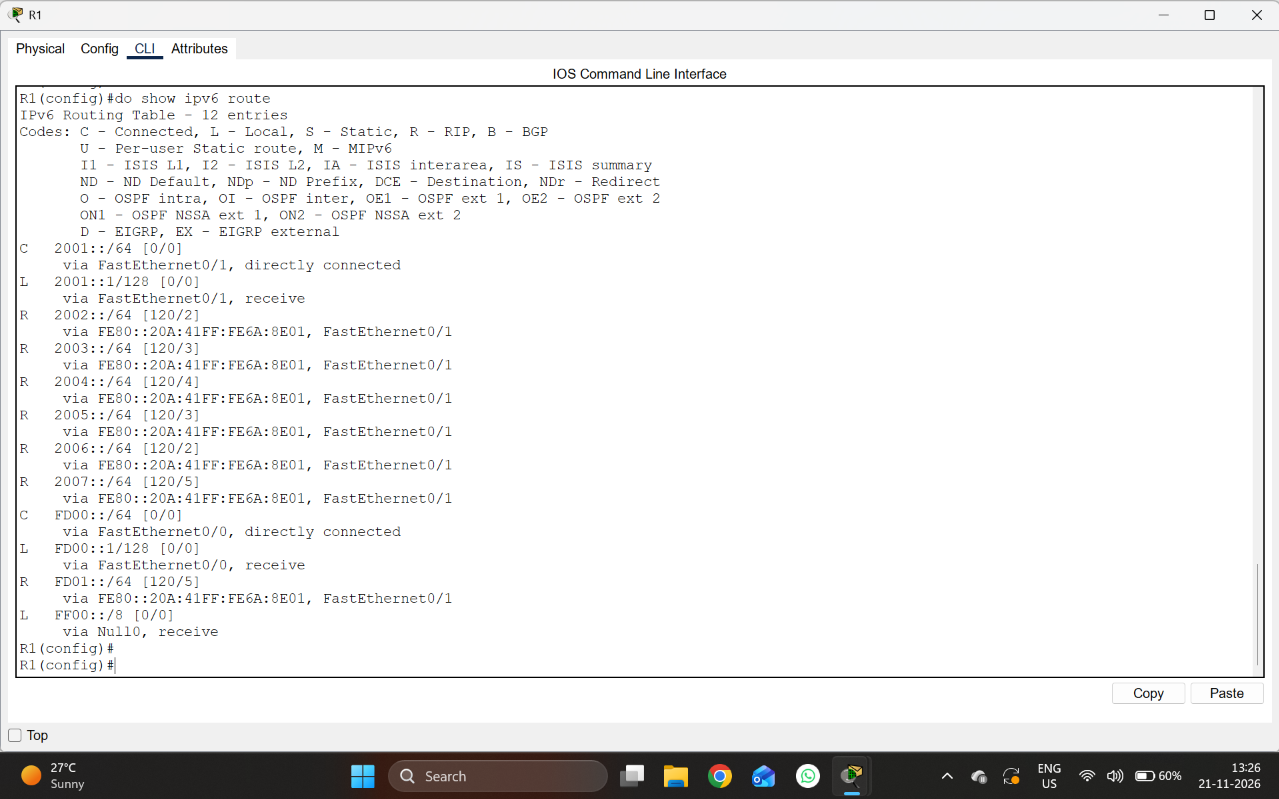 R1
Physical Config CLI Attributes
IOS Command Line Interface
R1(config)#do show ipv6 route
IPv6 Routing Table - 12 entries
Codes: C - Connected, L - Local, S - Static, R - RIP, B - BGP
U - Per-user Static route, M - MIPv6
I1 - ISIS L1, I2 - ISIS L2, IA - ISIS interarea, IS - ISIS summary
ND - ND Default, NDp - ND Prefix, DCE - Destination, NDr - Redirect
O - OSPF intra, OI - OSPF inter, OE1 - OSPF ext 1, OE2 - OSPF ext 2
ON1 - OSPF NSSA ext 1, ON2 - OSPF NSSA ext 2
D - EIGRP, EX - EIGRP external
C 2001::/64 [0/0]
via FastEthernet0/1, directly connected
L 2001::1/128 [0/0]
via FastEthernet0/1, receive
R 2002::/64 [120/2]
via FE80::20A:41FF:FE6A:8E01, FastEthernet0/1
R 2003::/64 [120/3]
via FE80::20A:41FF:FE6A:8E01, FastEthernet0/1
R 2004::/64 [120/4]
via FE80::20A:41FF:FE6A:8E01, FastEthernet0/1
R 2005::/64 [120/3]
via FE80::20A:41FF:FE6A:8E01, FastEthernet0/1
R 2006::/64 [120/2]
via FE80::20A:41FF:FE6A:8E01, FastEthernet0/1
R 2007::/64 [120/5]
via FE80::20A:41FF:FE6A:8E01, FastEthernet0/1
C FD00::/64 [0/0]
via FastEthernet0/0, directly connected
L FD00::1/128 [0/0]
via FastEthernet0/0, receive
R FD01::/64 [120/5]
via FE80::20A:41FF:FE6A:8E01, FastEthernet0/1
L FF00::/8 [0/0]
via Null0, receive
R1(config)#
R1(config)#
Copy Paste
Top
27°C
Sunny
Search
ENG
US
60%
13:26
21-11-2026